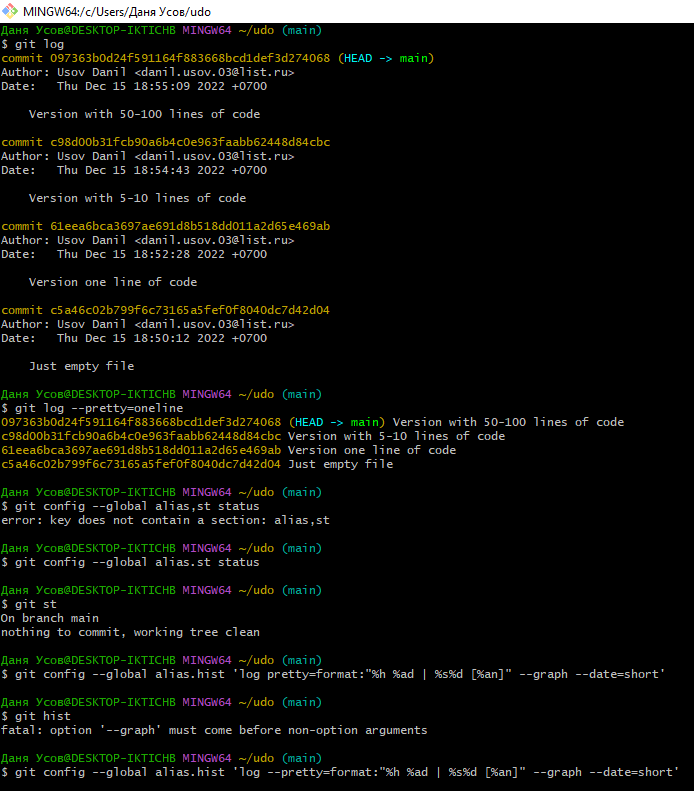 MINGW64:/c/Users/Даня Усов/udo
Даня Усов@DESKTOP-IKTICHB MINGW64 ~/udo (main)
$ git log
commit 097363b0d24f591164f883668bcd1def3d274068 (HEAD -> main)
Author: Usov Danil <danil.usov.03@list.ru>
Date:   Thu Dec 15 18:55:09 2022 +0700
    Version with 50-100 lines of code
commit c98d00b31fcb90a6b4c0e963faabb62448d84cbc
Author: Usov Danil <danil.usov.03@list.ru>
Date:   Thu Dec 15 18:54:43 2022 +0700
    Version with 5-10 lines of code
commit 61eea6bca3697ae691d8b518dd011a2d65e469ab
Author: Usov Danil <danil.usov.03@list.ru>
Date:   Thu Dec 15 18:52:28 2022 +0700
    Version one line of code
commit c5a46c02b799f6c73165a5fef0f8040dc7d42d04
Author: Usov Danil <danil.usov.03@list.ru>
Date:   Thu Dec 15 18:50:12 2022 +0700
    Just empty file
Даня Усов@DESKTOP-IKTICHB MINGW64 ~/udo (main)
$ git log --pretty=oneline
097363b0d24f591164f883668bcd1def3d274068 (HEAD -> main) Version with 50-100 lines of code
c98d00b31fcb90a6b4c0e963faabb62448d84cbc Version with 5-10 lines of code
61eea6bca3697ae691d8b518dd011a2d65e469ab Version one line of code
c5a46c02b799f6c73165a5fef0f8040dc7d42d04 Just empty file
Даня Усов@DESKTOP-IKTICHB MINGW64 ~/udo (main)
$ git config --global alias,st status
error: key does not contain a section: alias,st
Даня Усов@DESKTOP-IKTICHB MINGW64 ~/udo (main)
$ git config --global alias.st status
Даня Усов@DESKTOP-IKTICHB MINGW64 ~/udo (main)
$ git st
On branch main
nothing to commit, working tree clean
Даня Усов@DESKTOP-IKTICHB MINGW64 ~/udo (main)
$ git config --global alias.hist 'log pretty=format:"%h %ad | %s%d [%an]" --graph --date=short'
Даня Усов@DESKTOP-IKTICHB MINGW64 ~/udo (main)
$ git hist
fatal: option '--graph' must come before non-option arguments
Даня Усов@DESKTOP-IKTICHB MINGW64 ~/udo (main)
$ git config --global alias.hist 'log --pretty=format:"%h %ad | %s%d [%an]" --graph --date=short'